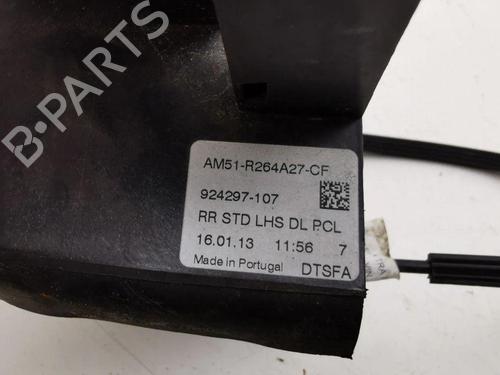 B-PARTS
AM51-R264A27-CF
924297-107
RR STD LHS DL PCL
16.01.13 11:56 7
Made in Portugal DTSFA